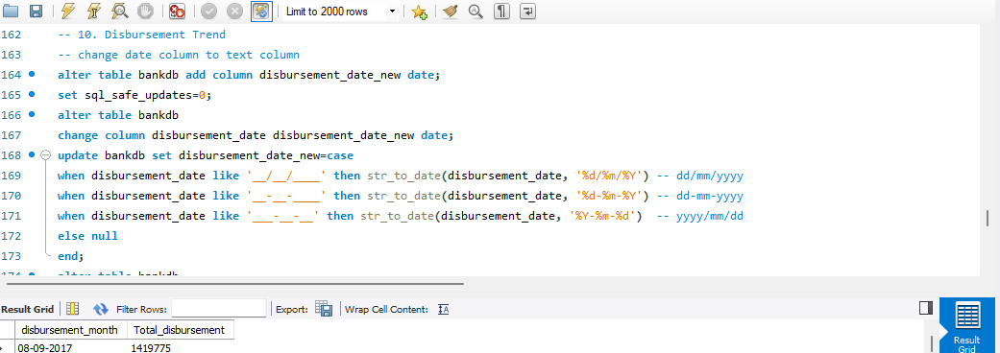 Limit to 2000 rows
162 -- 10. Disbursement Trend
163 -- change date column to text column
164 alter table bankdb add column disbursement_date_new date;
165 set sql_safe_updates=0;
166 alter table bankdb
167 change column disbursement_date disbursement_date_new date;
168 update bankdb set disbursement_date_new=case
169 when disbursement_date like '__/__/____' then str_to_date(disbursement_date, '%d/%m/%Y') -- dd/mm/yyyy
170 when disbursement_date like '__-__-____' then str_to_date(disbursement_date, '%d-%m-%Y') -- dd-mm-yyyy
171 when disbursement_date like '____-__-__' then str_to_date(disbursement_date, '%Y-%m-%d') -- yyyy/mm/dd
172 else null
173 end;
174 alter table bankdb
Result Grid Filter Rows: Export: Wrap Cell Content:
disbursement_month Total_disbursement
08-09-2017 1419775
Result
Grid